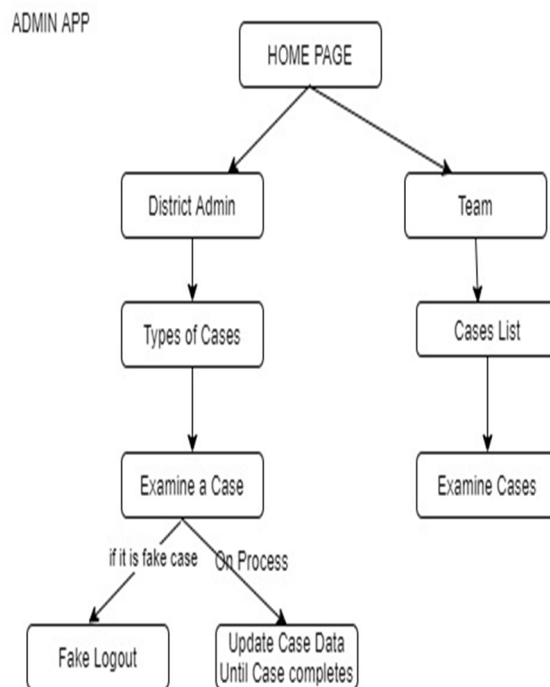 ADMIN APP
HOME PAGE
District Admin
Team
Types of Cases
Cases List
Examine a Case
Examine Cases
if it is fake case
On Process
Fake Logout
Update Case Data
Until Case completes